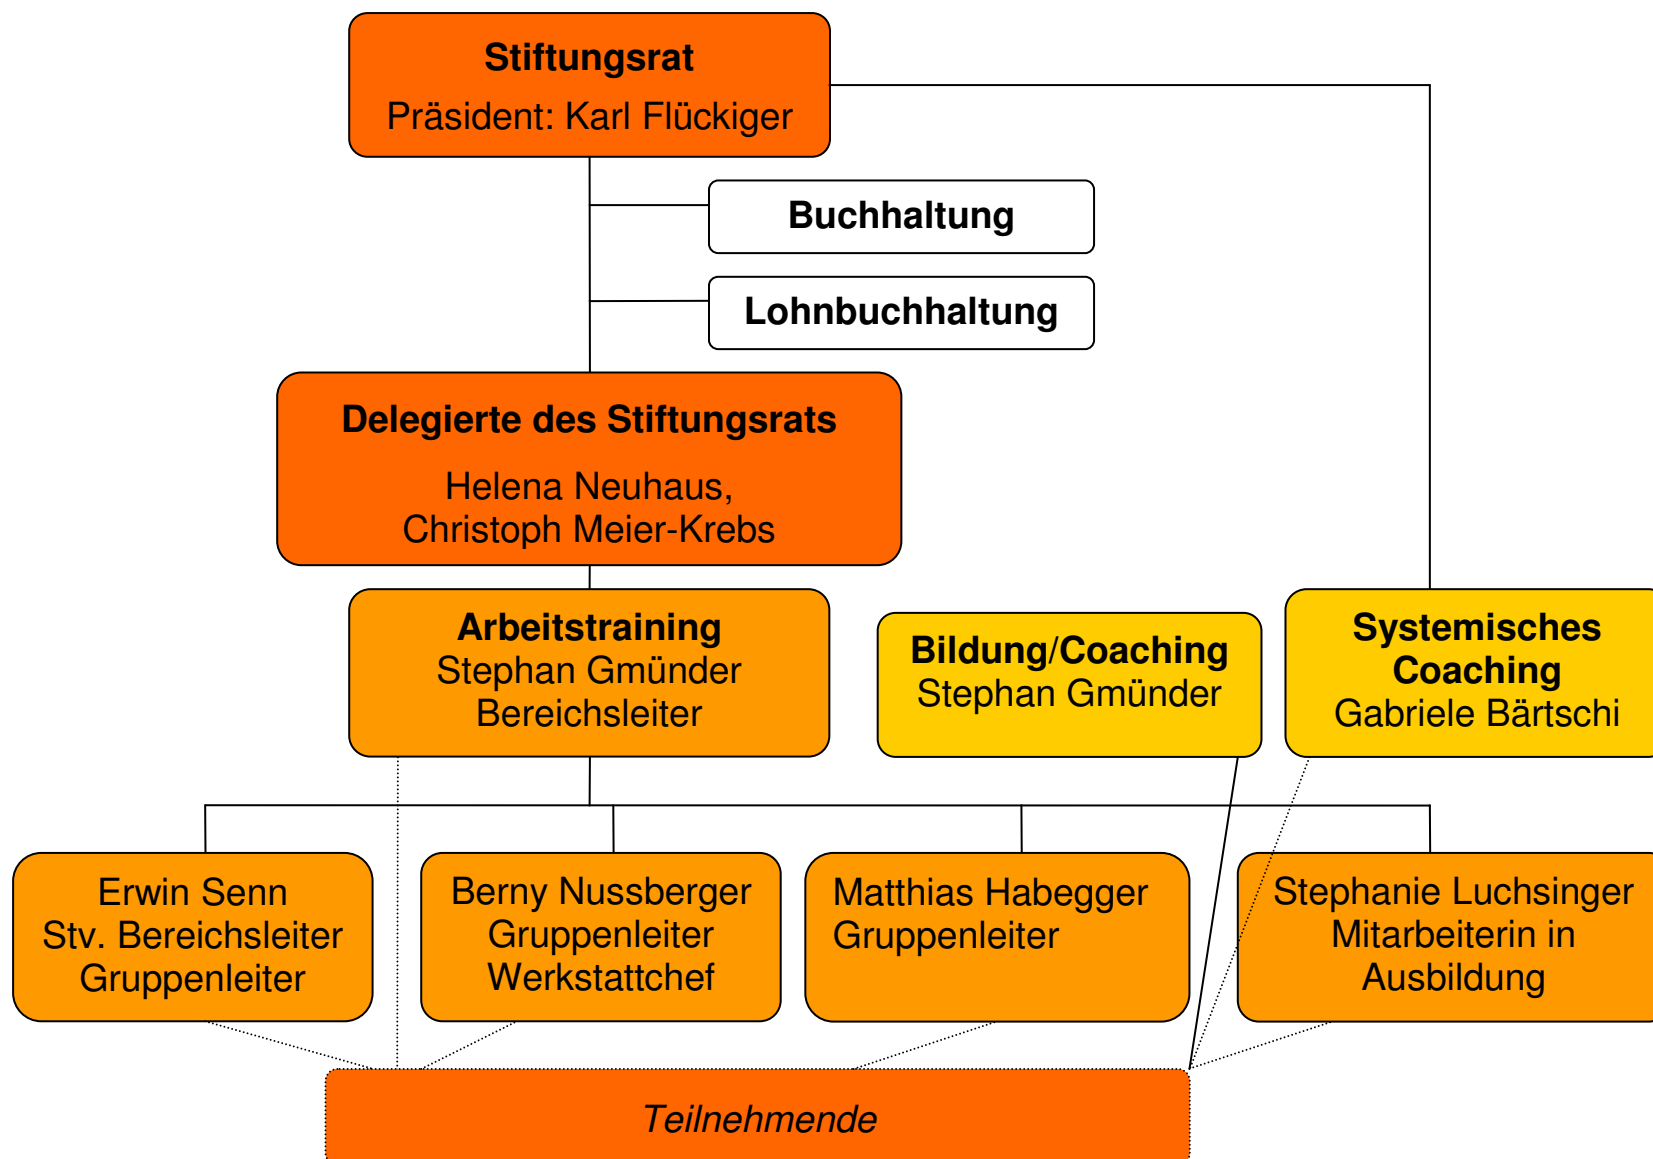 Stiftungsrat
Präsident: Karl Flückiger
Buchhaltung
Lohnbuchhaltung
Delegierte des Stiftungsrats
Helena Neuhaus,
Christoph Meier-Krebs
Arbeitstraining
Stephan Gmünder
Bereichsleiter
Bildung/Coaching
Stephan Gmünder
Systemisches
Coaching
Gabriele Bärtschi
Erwin Senn
Stv. Bereichsleiter
Gruppenleiter
Berny Nussberger
Gruppenleiter
Werkstattchef
Matthias Habegger
Gruppenleiter
Stephanie Luchsinger
Mitarbeiterin in
Ausbildung
Teilnehmende